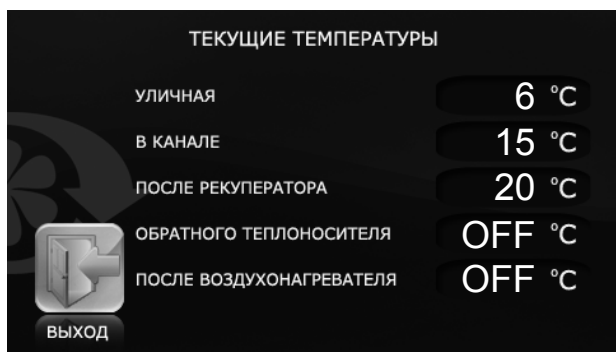 ТЕКУЩИЕ ТЕМПЕРАТУРЫ
УЛИЧНАЯ 6 °C
В КАНАЛЕ 15 °C
ПОСЛЕ РЕКУПЕРАТОРА 20 °C
ОБРАТНОГО ТЕПЛОНОСИТЕЛЯ OFF °C
ПОСЛЕ ВОЗДУХОНАГРЕВАТЕЛЯ OFF °C
ВЫХОД